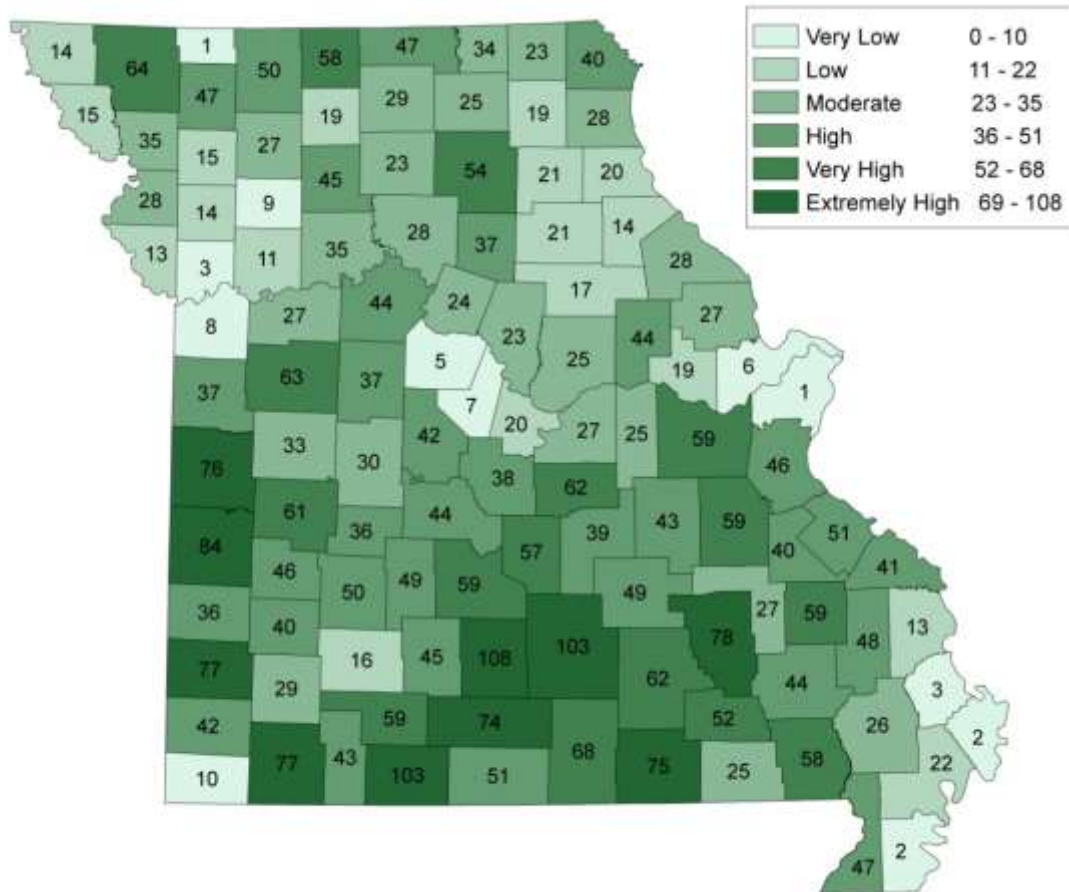 Very Low 0 - 10
Low 11 - 22
Moderate 23 - 35
High 36 - 51
Very High 52 - 68
Extremely High 69 - 108
14 64 1 50 58 47 34 23 40
15 47 19 29 25 19 28
35 15 27 45 23 54 21 20
28 14 9
13 3 11 35 28 37 21 14 28
8 27 44 24 23 17 27
37 63 37 5 25 44 19 6 1
7 20 27 25 59
76 33 30 42 38 62 46
84 61 36 44 57 39 43 59 40 51 41
36 46 50 49 59 49 27 59 48 13
77 40 16 45 108 103 62 78 44 3
42 29 59 74 52 26 2
10 77 43 103 51 68 75 25 58 22
47 2